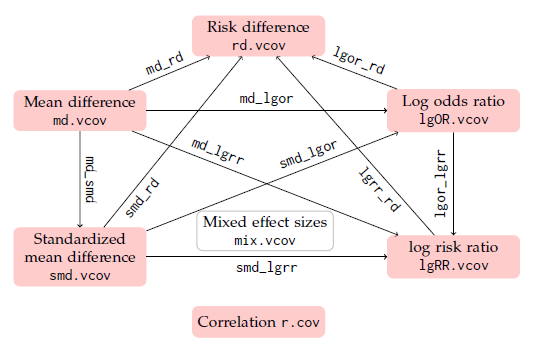 Risk difference
rd.vcov
md_rd
lgor_rd
Mean difference
md.vcov
md_lgor
Log odds ratio
lgOR.vcov
md_smd
smd_rd
md_lgrr
smd_lgor
lgrr_rd
lgor_lgrr
Mixed effect sizes
mix.vcov
Standardized
mean difference
smd.vcov
smd_lgrr
log risk ratio
lgRR.vcov
Correlation r.cov